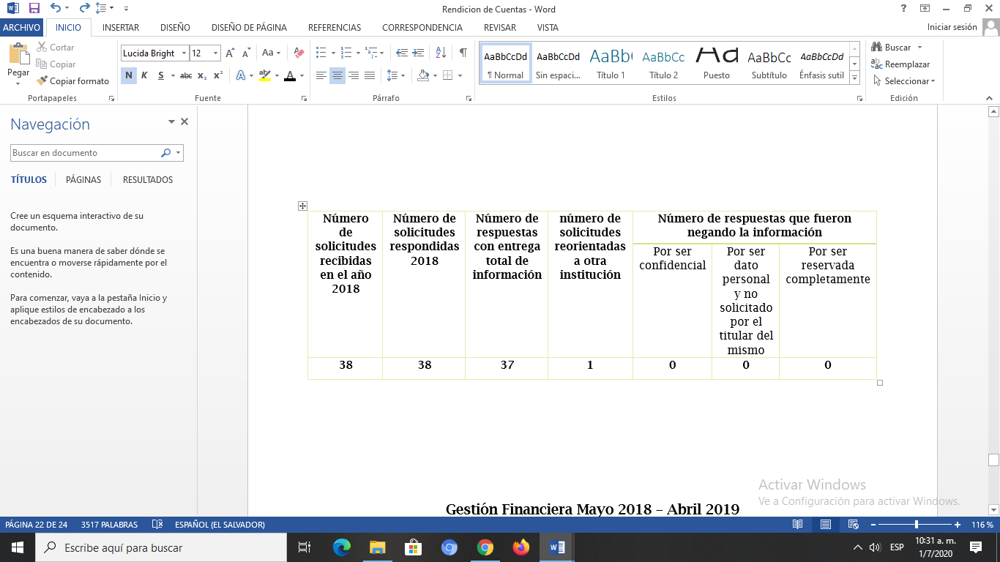 Rendicion de Cuentas - Word
ARCHIVO INICIO INSERTAR DISEÑO DISEÑO DE PÁGINA REFERENCIAS CORRESPONDENCIA REVISAR VISTA Iniciar sesión
Pegar
Cortar
Copiar
Copiar formato
Portapapeles
Lucida Bright 12
N K S abc x₂ x²
Fuente
Párrafo
AaBbCcDd
¶ Normal
AaBbCcDd
Sin espaci...
AaBb(
Título 1
AaBbCc
Título 2
Aa
Puesto
AaBbCc
Subtítulo
AaBbCcDd
Énfasis sutil
Estilos
Buscar
Reemplazar
Seleccionar
Edición
Navegación
Buscar en documento
TÍTULOS PÁGINAS RESULTADOS
Cree un esquema interactivo de su
documento.
Es una buena manera de saber dónde se
encuentra o moverse rápidamente por el
contenido.
Para comenzar, vaya a la pestaña Inicio y
aplique estilos de encabezado a los
encabezados de su documento.
Número
de
solicitudes
recibidas
en el año
2018
Número de
solicitudes
respondidas
2018
Número de
respuestas
con entrega
total de
información
número de
solicitudes
reorientadas
a otra
institución
Número de respuestas que fueron
negando la información
Por ser
confidencial
Por ser
dato
personal
y no
solicitado
por el
titular del
mismo
Por ser
reservada
completamente
38 38 37 1 0 0 0
Gestión Financiera Mayo 2018 – Abril 2019
Activar Windows
Ve a Configuración para activar Windows.
PÁGINA 22 DE 24 3517 PALABRAS ESPAÑOL (EL SALVADOR) 116 %
Escribe aquí para buscar
ESP
10:31 a. m.
1/7/2020